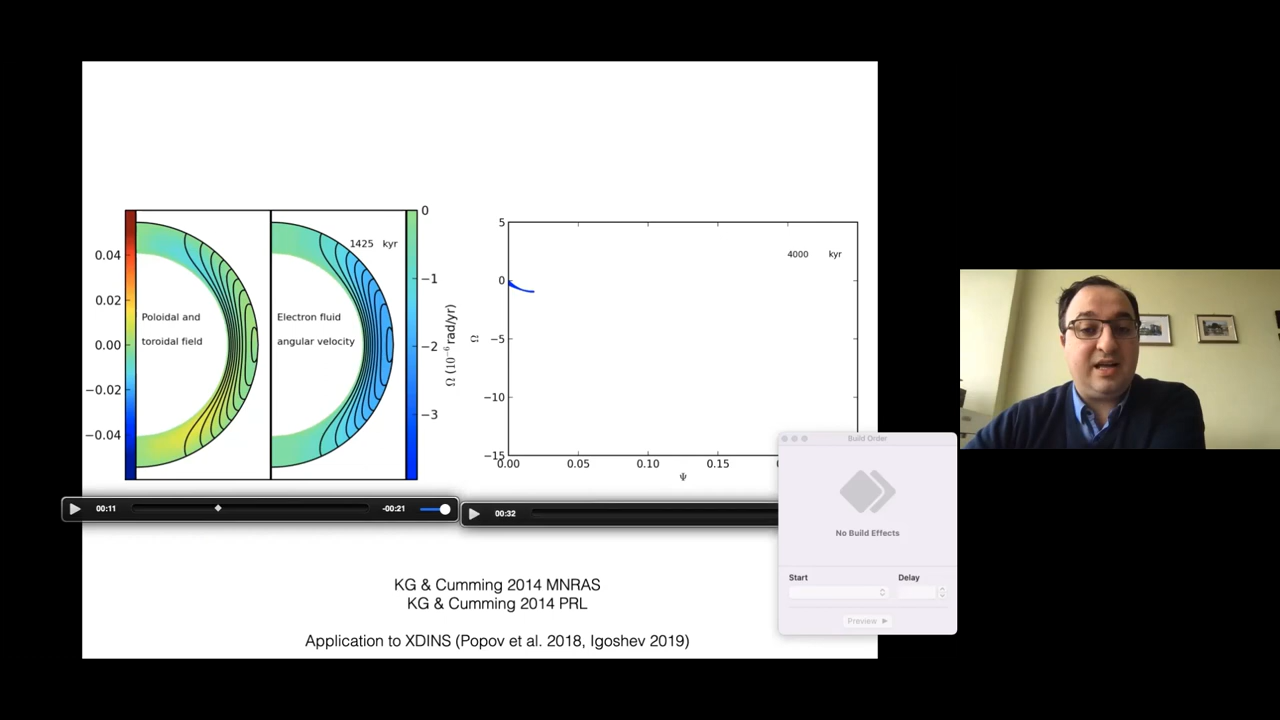 0.04
0.02
0.00
−0.02
−0.04
Poloidal and
toroidal field
1425 kyr
Electron fluid
angular velocity
0
−1
−2
−3
Ω (10⁻⁶ rad/yr)
5
0
−5
−10
−15
Ω
4000 kyr
0.00 0.05 0.10 0.15
Ψ
00:11 -00:21
00:32
Build Order
No Build Effects
Start Delay
Preview
KG & Cumming 2014 MNRAS
KG & Cumming 2014 PRL
Application to XDINS (Popov et al. 2018, Igoshev 2019)